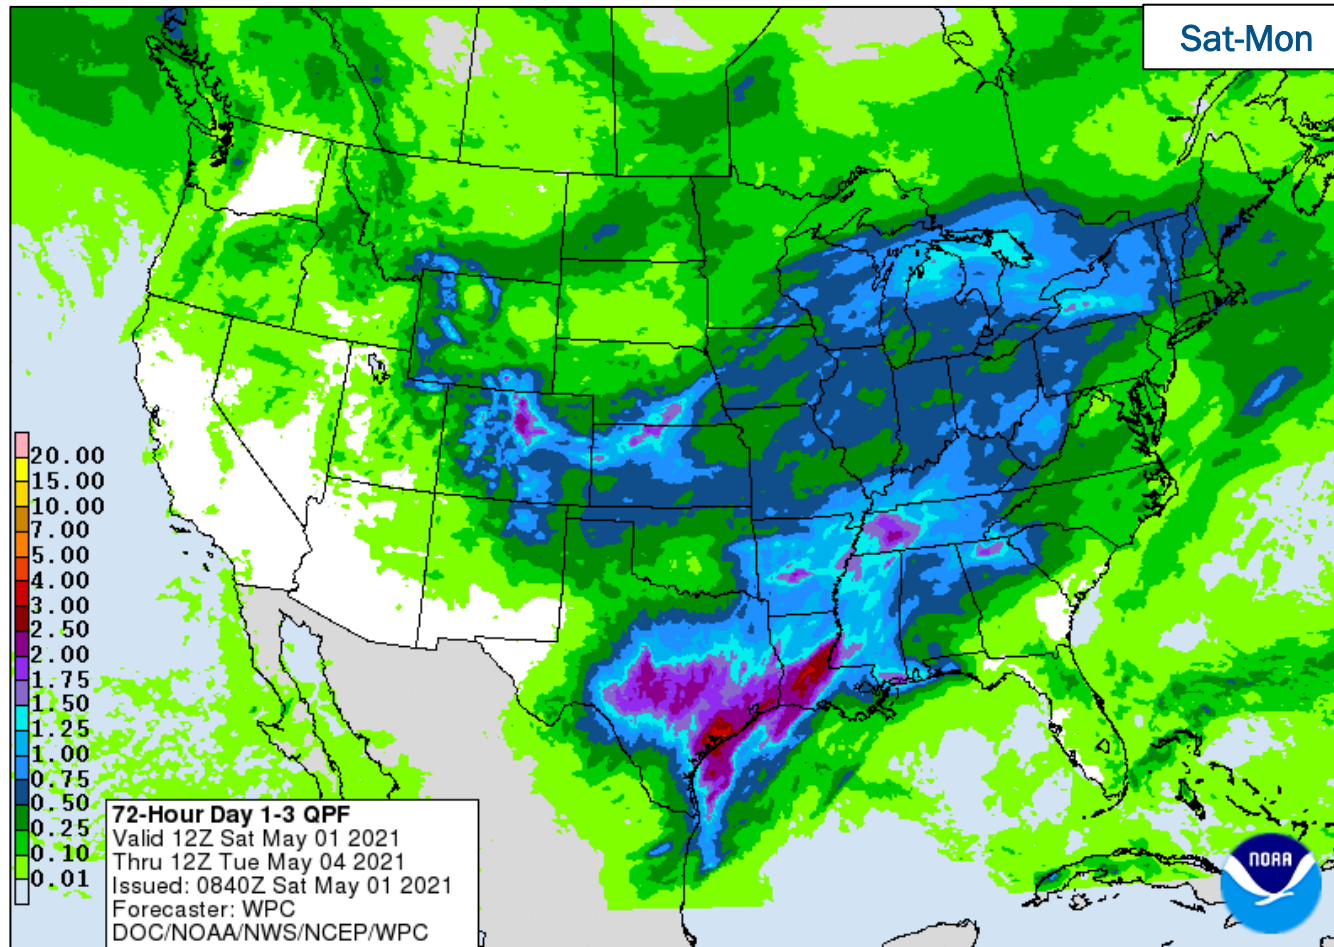 Sat-Mon
20.00
15.00
10.00
7.00
5.00
4.00
3.00
2.50
2.00
1.75
1.50
1.25
1.00
0.75
0.50
0.25
0.10
0.01
72-Hour Day 1-3 QPF
Valid 12Z Sat May 01 2021
Thru 12Z Tue May 04 2021
Issued: 0840Z Sat May 01 2021
Forecaster: WPC
DOC/NOAA/NWS/NCEP/WPC
NOAA